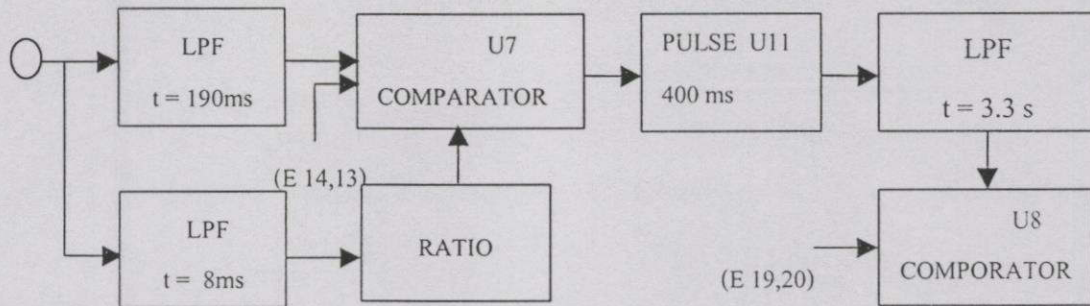 LPF
t = 190ms
U7
COMPARATOR
PULSE U11
400 ms
LPF
t = 3.3 s
(E 14,13)
LPF
t = 8ms
RATIO
(E 19,20)
U8
COMPORATOR